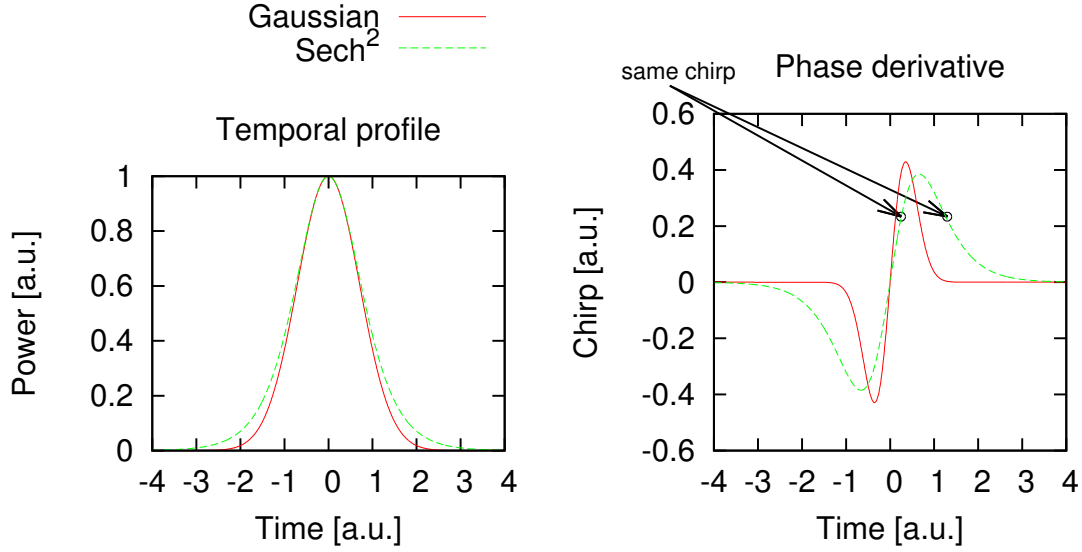 Gaussian
Sech²
Temporal profile
Power [a.u.]
1
0.8
0.6
0.4
0.2
0
-4 -3 -2 -1 0 1 2 3 4
Time [a.u.]
same chirp
Phase derivative
Chirp [a.u.]
0.6
0.4
0.2
0
-0.2
-0.4
-0.6
-4 -3 -2 -1 0 1 2 3 4
Time [a.u.]